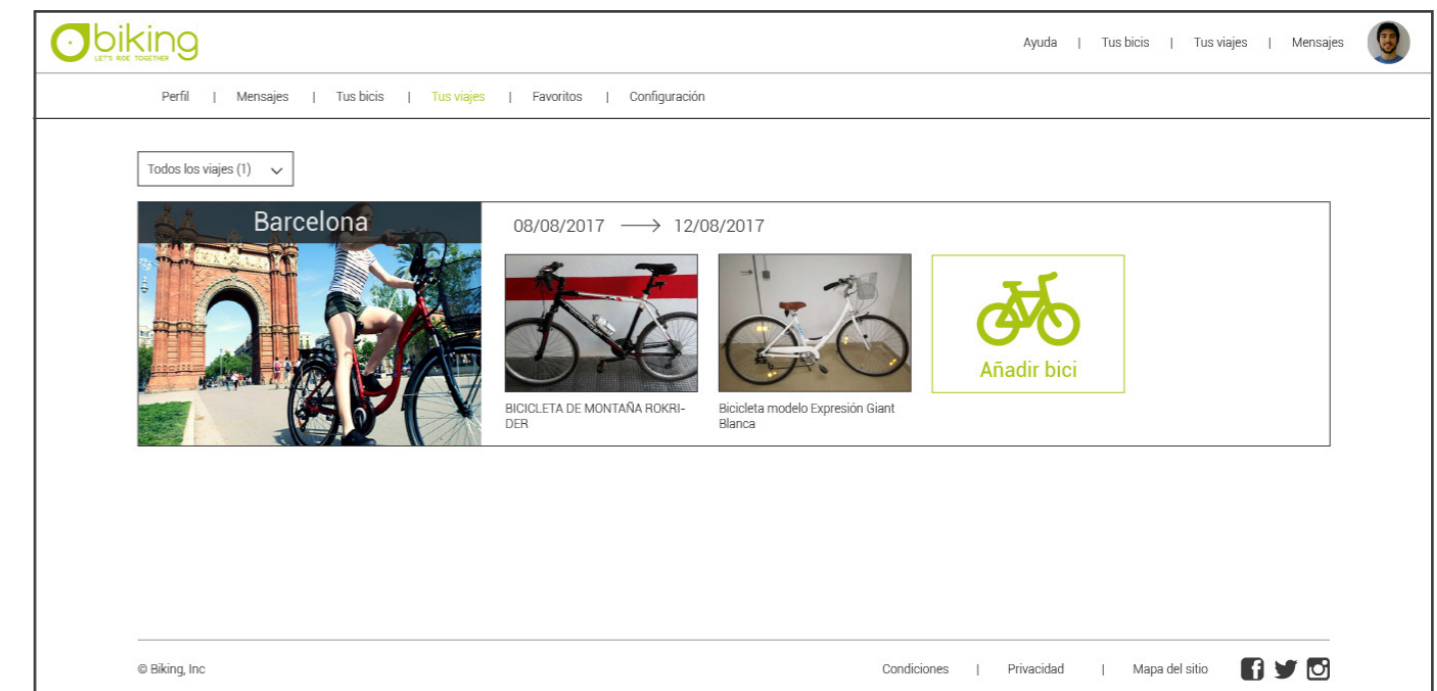 biking
LET'S RIDE TOGETHER
Ayuda | Tus bicis | Tus viajes | Mensajes
Perfil | Mensajes | Tus bicis | Tus viajes | Favoritos | Configuración
Todos los viajes (1)
Barcelona
08/08/2017 12/08/2017
BICICLETA DE MONTAÑA ROKRI-
DER
Bicicleta modelo Expresión Giant
Blanca
Añadir bici
© Biking, Inc
Condiciones | Privacidad | Mapa del sitio